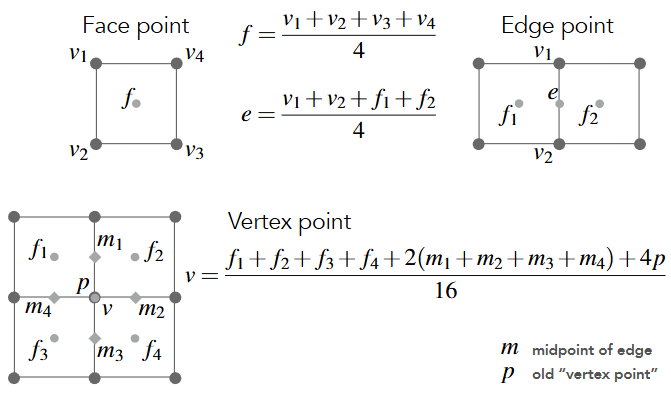 Face point
v1
v4
f
v2
v3
f = (v1 + v2 + v3 + v4) / 4
e = (v1 + v2 + f1 + f2) / 4
Edge point
v1
e
f1
f2
v2
f1
m1
f2
p
m4
v
m2
f3
m3
f4
Vertex point
v = (f1 + f2 + f3 + f4 + 2(m1 + m2 + m3 + m4) + 4p) / 16
m midpoint of edge
p old “vertex point”